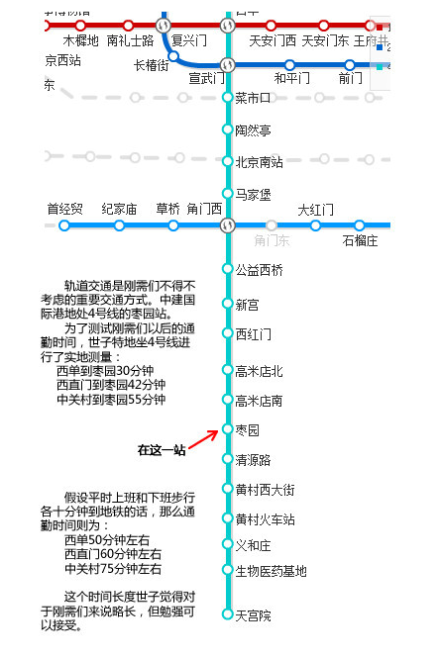 木樨地 南礼士路 复兴门 天安门西 天安门东 王府井
京西站 长椿街
宣武门 和平门 前门
东
菜市口
陶然亭
北京南站
马家堡
首经贸 纪家庙 草桥 角门西 大红门
角门东 石榴庄
公益西桥
新宫
西红门
高米店北
高米店南
枣园
清源路
黄村西大街
黄村火车站
义和庄
生物医药基地
天宫院
轨道交通是刚需们不得不
考虑的重要交通方式。中建国
际港地处4号线的枣园站。
为了测试刚需们以后的通
勤时间，世子特地坐4号线进
行了实地测量：
西单到枣园30分钟
西直门到枣园42分钟
中关村到枣园55分钟
在这一站
假设平时上班和下班步行
各十分钟到地铁的话，那么通
勤时间则为：
西单50分钟左右
西直门60分钟左右
中关村75分钟左右
这个时间长度世子觉得对
于刚需们来说略长，但勉强可
以接受。